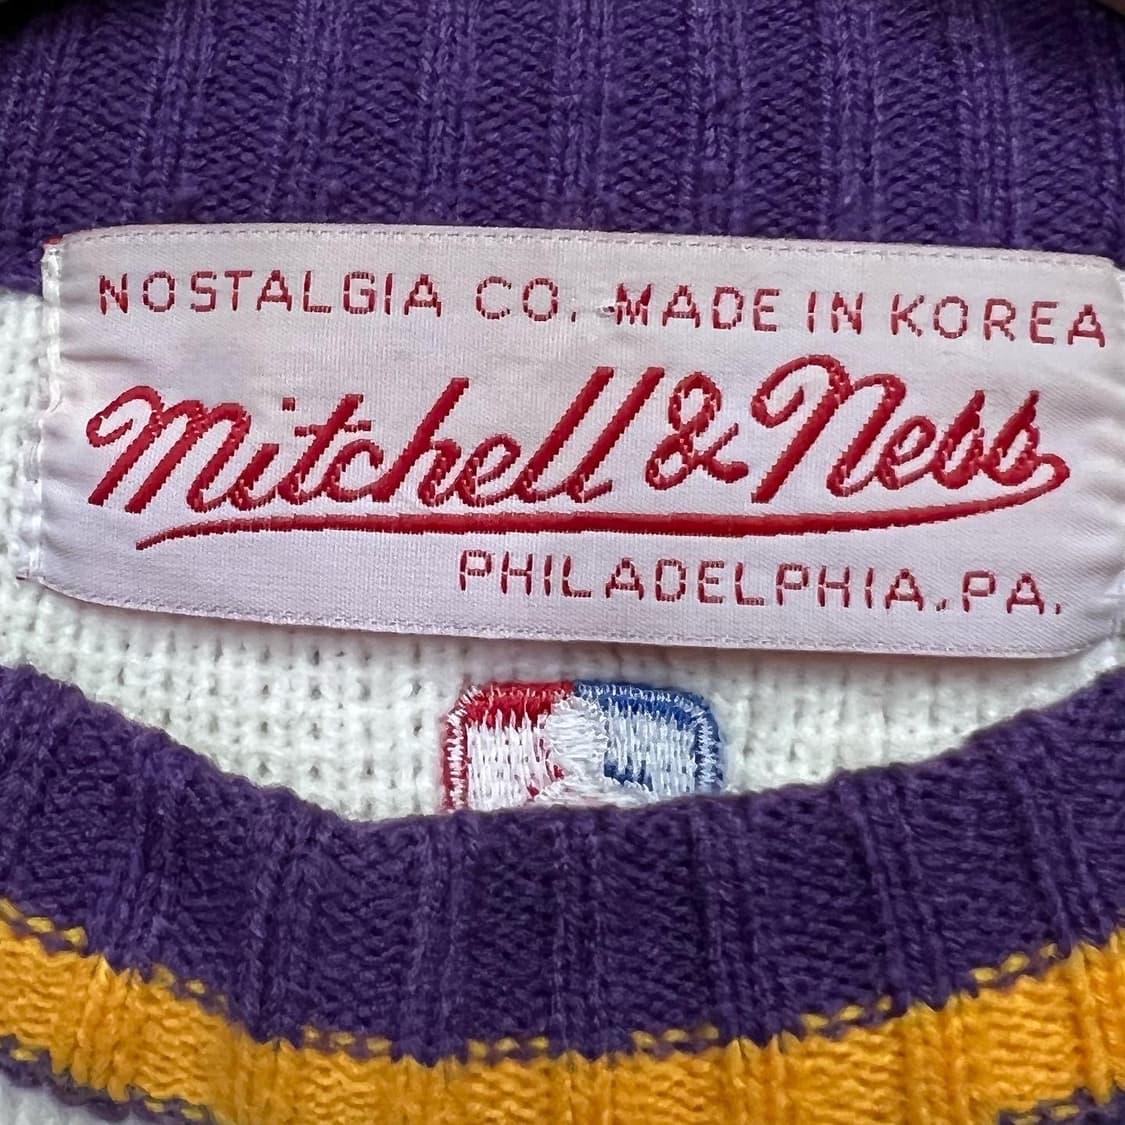 NOSTALGIA CO. MADE IN KOREA
Mitchell & Ness
PHILADELPHIA, PA.